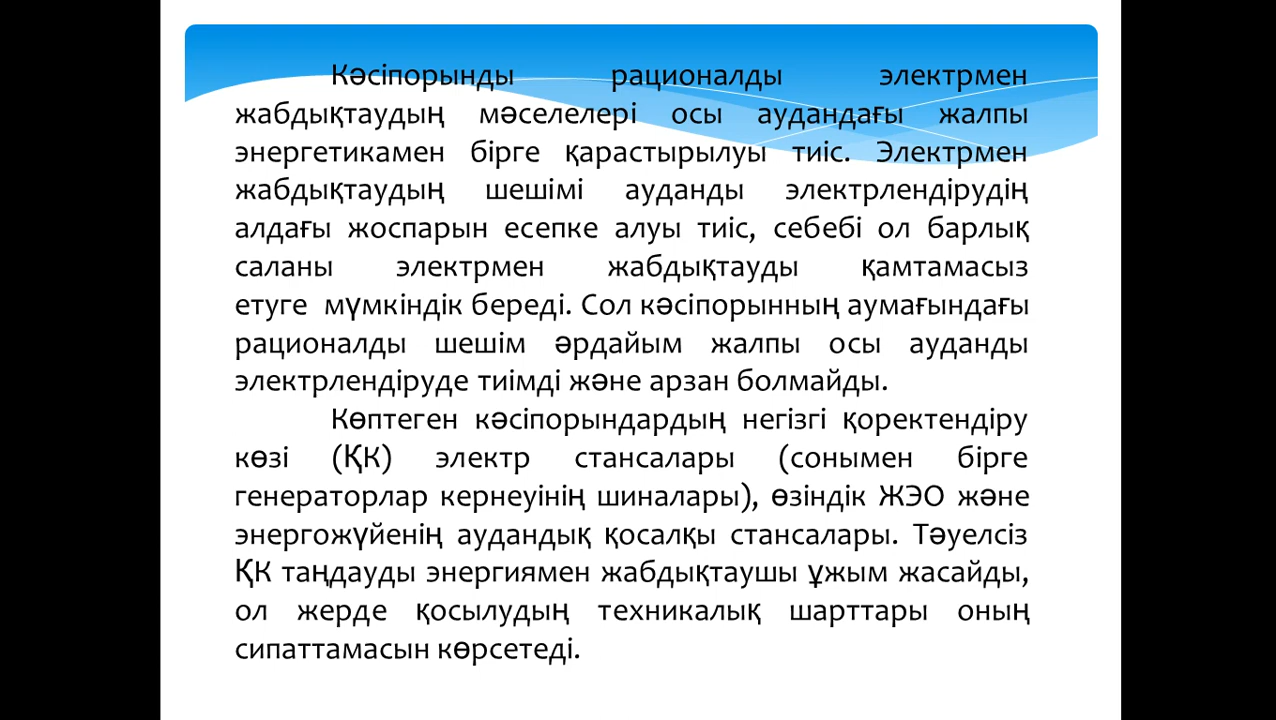 Кәсіпорынды рационалды электрмен
жабдықтаудың мәселелері осы аудандағы жалпы
энергетикамен бірге қарастырылуы тиіс. Электрмен
жабдықтаудың шешімі ауданды электрлендірудің
алдағы жоспарын есепке алуы тиіс, себебі ол барлық
саланы электрмен жабдықтауды қамтамасыз
етуге мүмкіндік береді. Сол кәсіпорынның аумағындағы
рационалды шешім әрдайым жалпы осы ауданды
электрлендіруде тиімді және арзан болмайды.
Көптеген кәсіпорындардың негізгі қоректендіру
көзі (ҚК) электр стансалары (сонымен бірге
генераторлар кернеуінің шиналары), өзіндік ЖЭО және
энергожүйенің аудандық қосалқы стансалары. Тәуелсіз
ҚК таңдауды энергиямен жабдықтаушы ұжым жасайды,
ол жерде қосылудың техникалық шарттары оның
сипаттамасын көрсетеді.